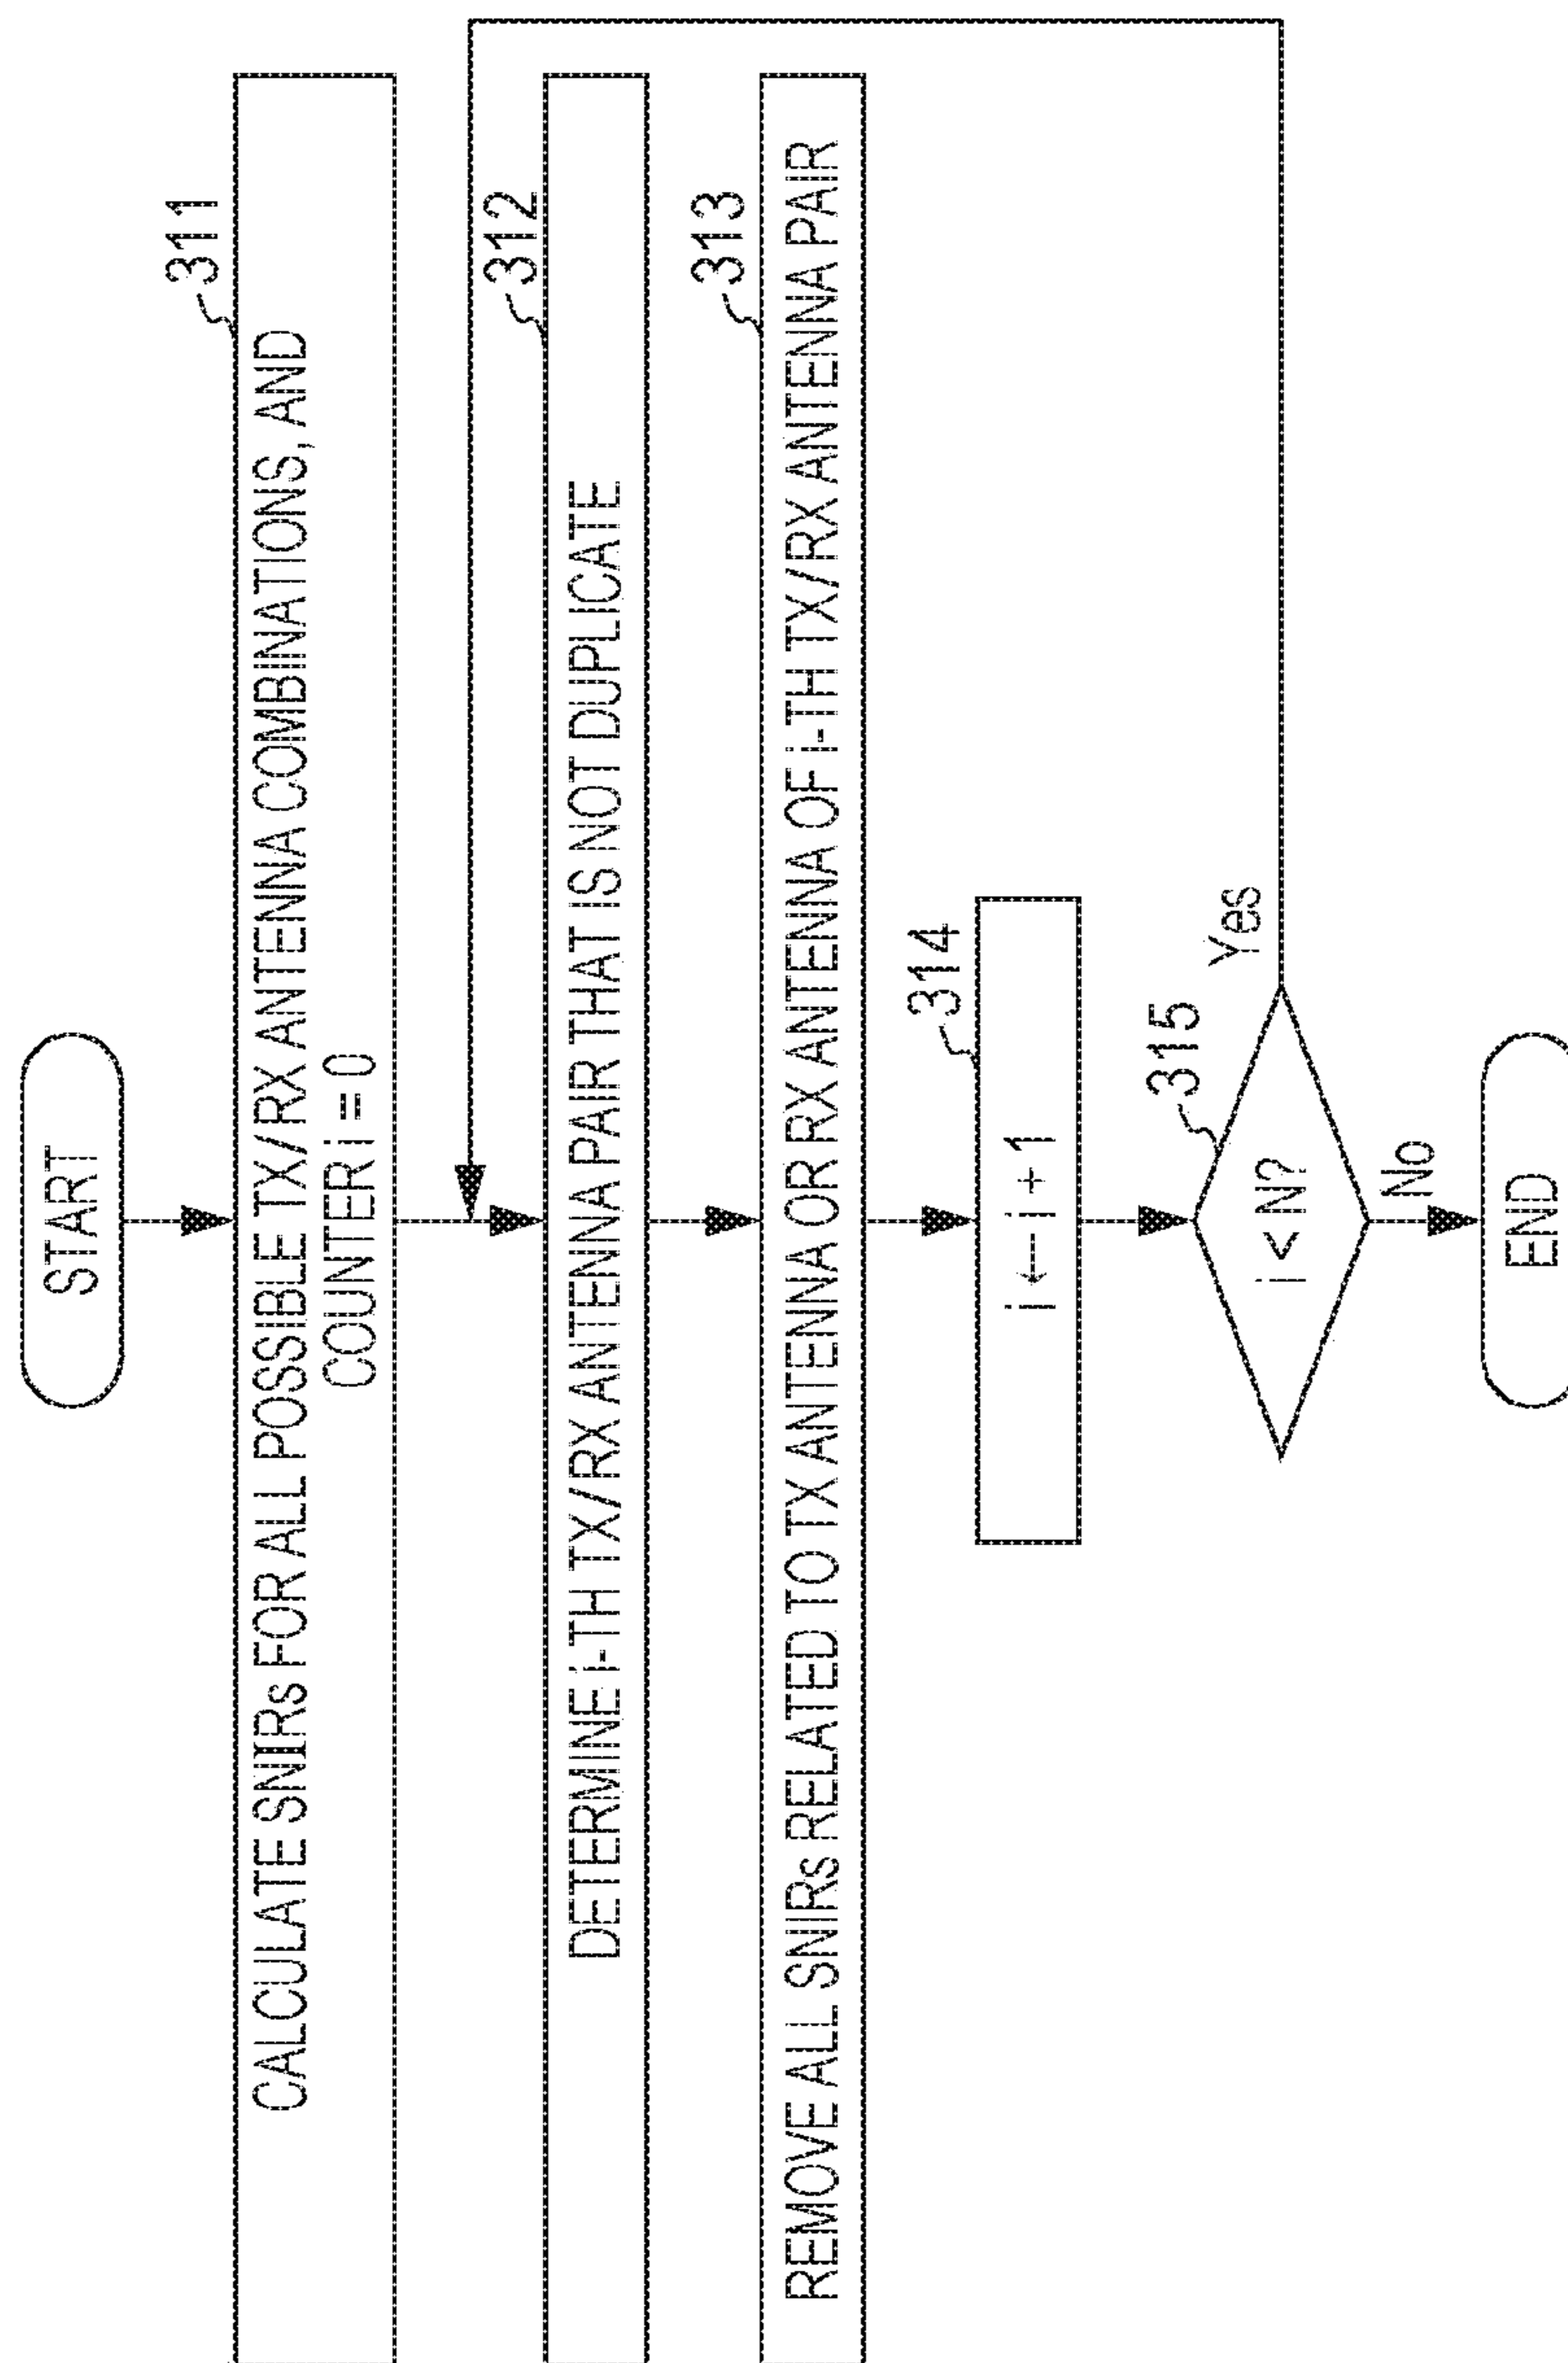 START
311
CALCULATE SNIRs FOR ALL POSSIBLE TX/RX ANTENNA COMBINATIONS, AND
COUNTER i = 0
312
DETERMINE i-TH TX/RX ANTENNA PAIR THAT IS NOT DUPLICATE
313
REMOVE ALL SNIRs RELATED TO TX ANTENNA OR RX ANTENNA OF i-TH TX/RX ANTENNA PAIR
314
i ← i + 1
315
i < N?
Yes
No
END